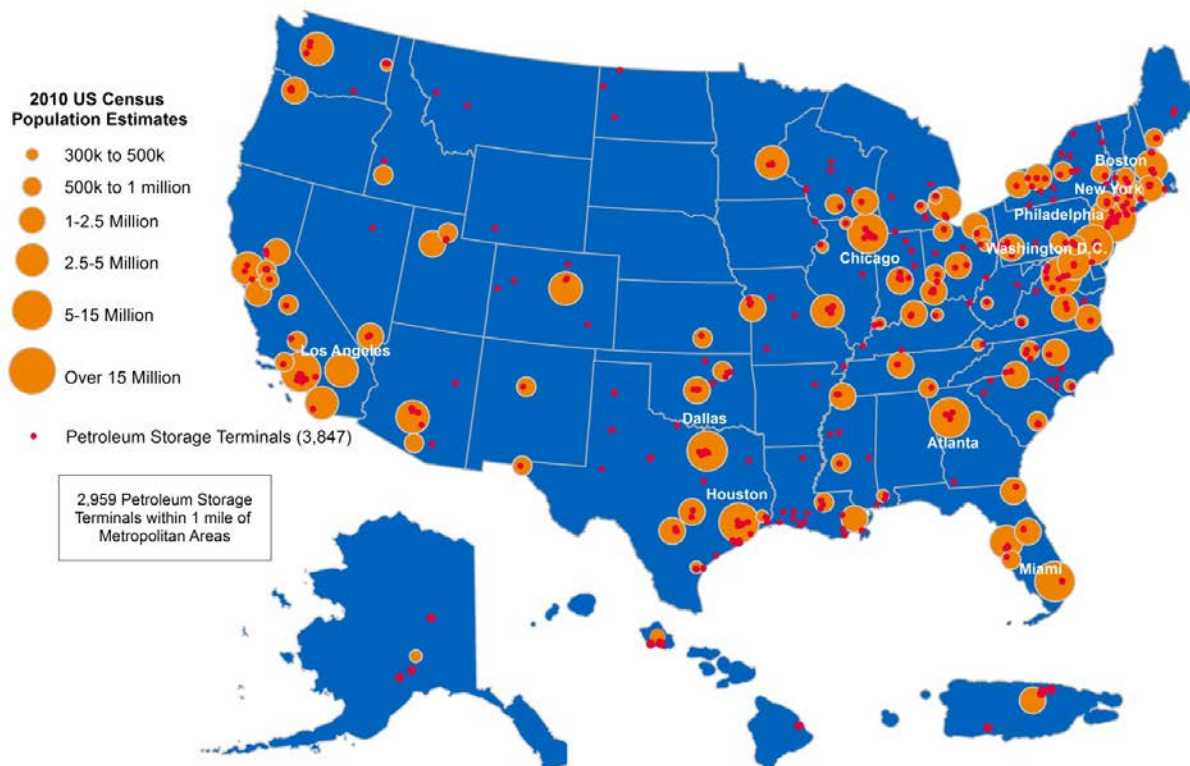 2010 US Census
Population Estimates
300k to 500k
500k to 1 million
1-2.5 Million
2.5-5 Million
5-15 Million
Over 15 Million
Petroleum Storage Terminals (3,847)
2,959 Petroleum Storage
Terminals within 1 mile of
Metropolitan Areas
Boston
New York
Philadelphia
Washington D.C.
Chicago
Los Angeles
Dallas
Atlanta
Houston
Miami